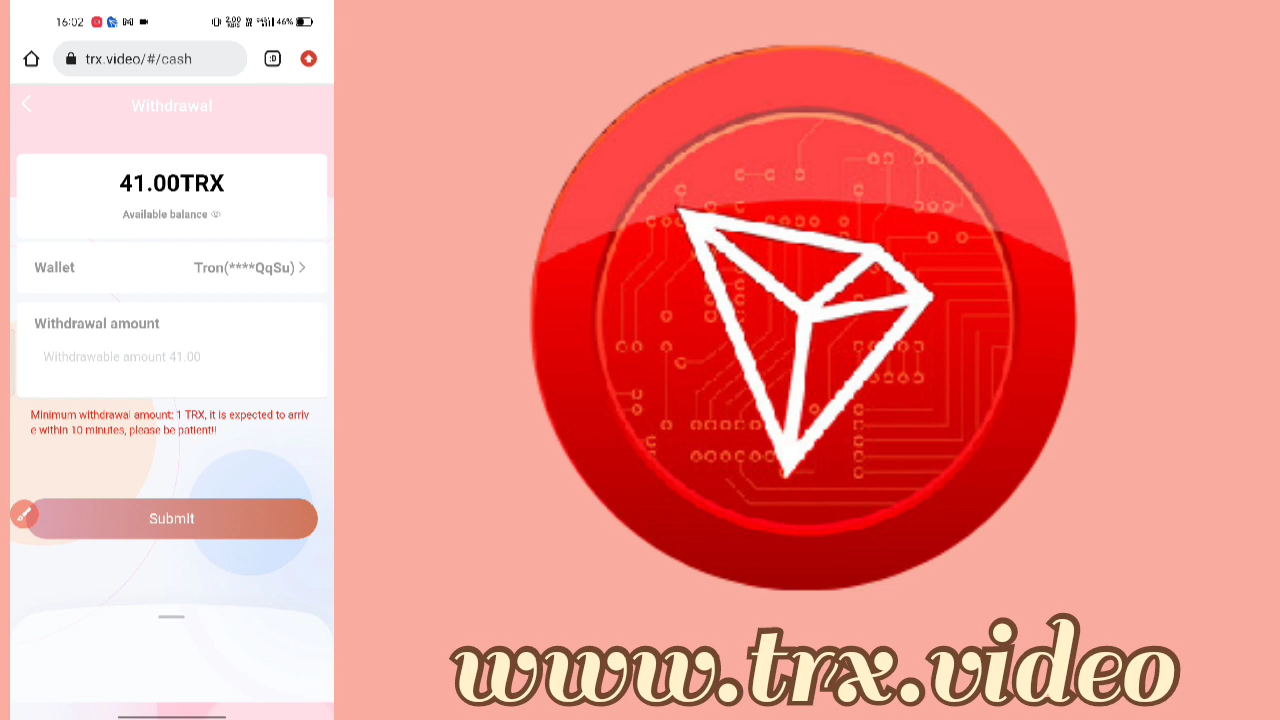 16:02
2.00
46%
trx.video/#/cash
:D
Withdrawal
41.00TRX
Available balance
Wallet
Tron(****QqSu)
Withdrawal amount
Withdrawable amount 41.00
Minimum withdrawal amount: 1 TRX, it is expected to arriv
e within 10 minutes, please be patient!!
Submit
www.trx.video